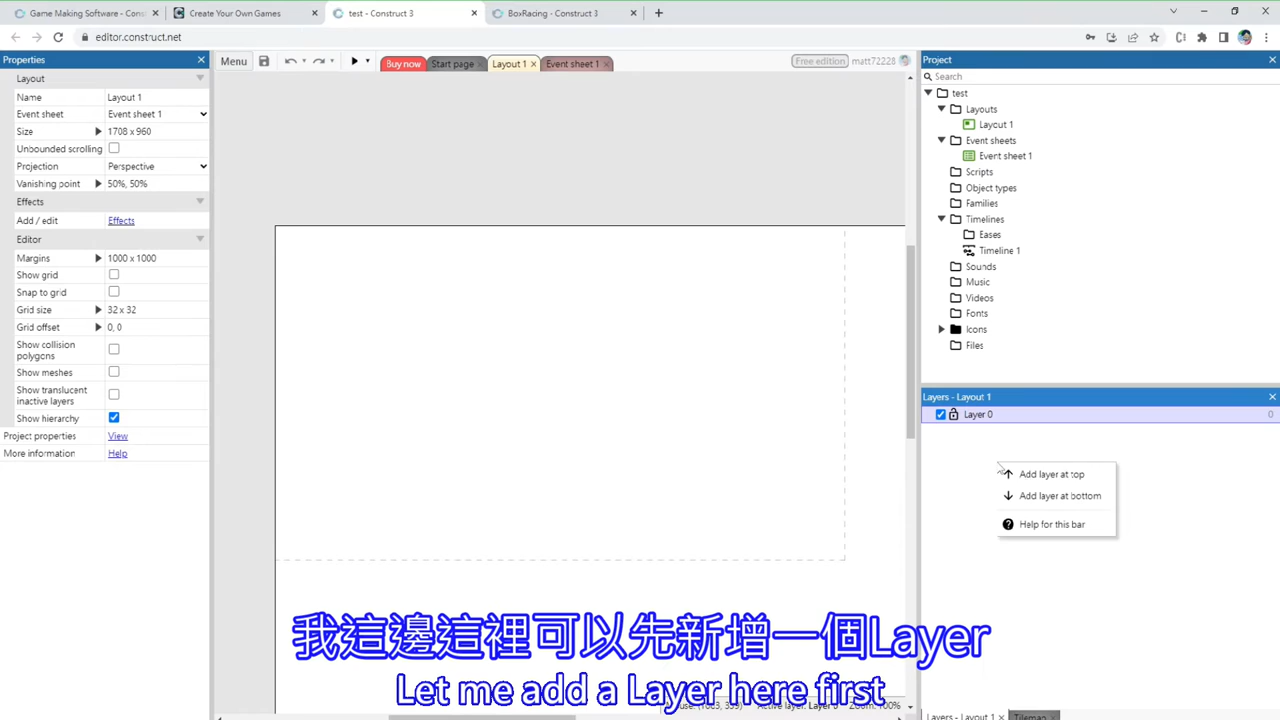 Game Making Software - Cons
Create Your Own Games
test - Construct 3
BoxRacing - Construct 3
editor.construct.net
Properties
Layout
Name Layout 1
Event sheet Event sheet 1
Size 1708 x 960
Unbounded scrolling
Projection Perspective
Vanishing point 50%, 50%
Effects
Add / edit Effects
Editor
Margins 1000 x 1000
Show grid
Snap to grid
Grid size 32 x 32
Grid offset 0, 0
Show collision
polygons
Show meshes
Show translucent
inactive layers
Show hierarchy
Project properties View
More information Help
Menu
Buy now
Start page
Layout 1
Event sheet 1
Free edition
matt72228
Project
Search
test
Layouts
Layout 1
Event sheets
Event sheet 1
Scripts
Object types
Families
Timelines
Eases
Timeline 1
Sounds
Music
Videos
Fonts
Icons
Files
Layers - Layout 1
Layer 0 0
Add layer at top
Add layer at bottom
Help for this bar
我這邊這裡可以先新增一個Layer
Let me add a Layer here first
Layers - Layout 1
Tilemap